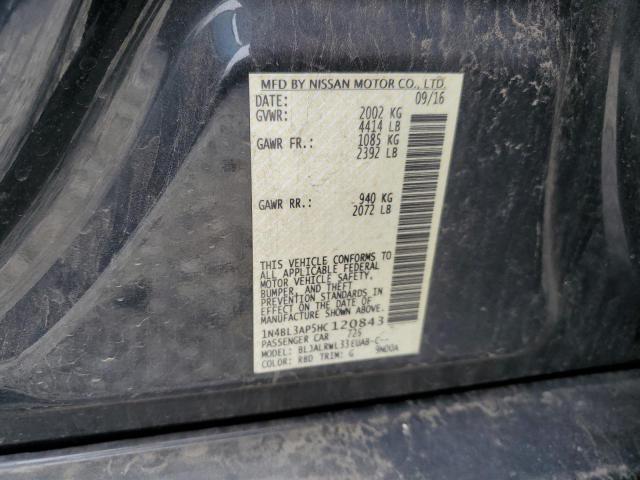 MFD BY NISSAN MOTOR CO., LTD.
DATE: 09/16
GVWR: 2002 KG
4414 LB
GAWR FR.: 1085 KG
2392 LB
GAWR RR.: 940 KG
2072 LB
THIS VEHICLE CONFORMS TO
ALL APPLICABLE FEDERAL
MOTOR VEHICLE SAFETY,
BUMPER, AND THEFT
PREVENTION STANDARDS IN
EFFECT ON THE DATE OF
MANUFACTURE SHOWN ABOVE.
1N4BL3AP5HC120843
PASSENGER CAR 725
MODEL: BLJALRWL33EUAB-C--
COLOR: RBD TRIM: G